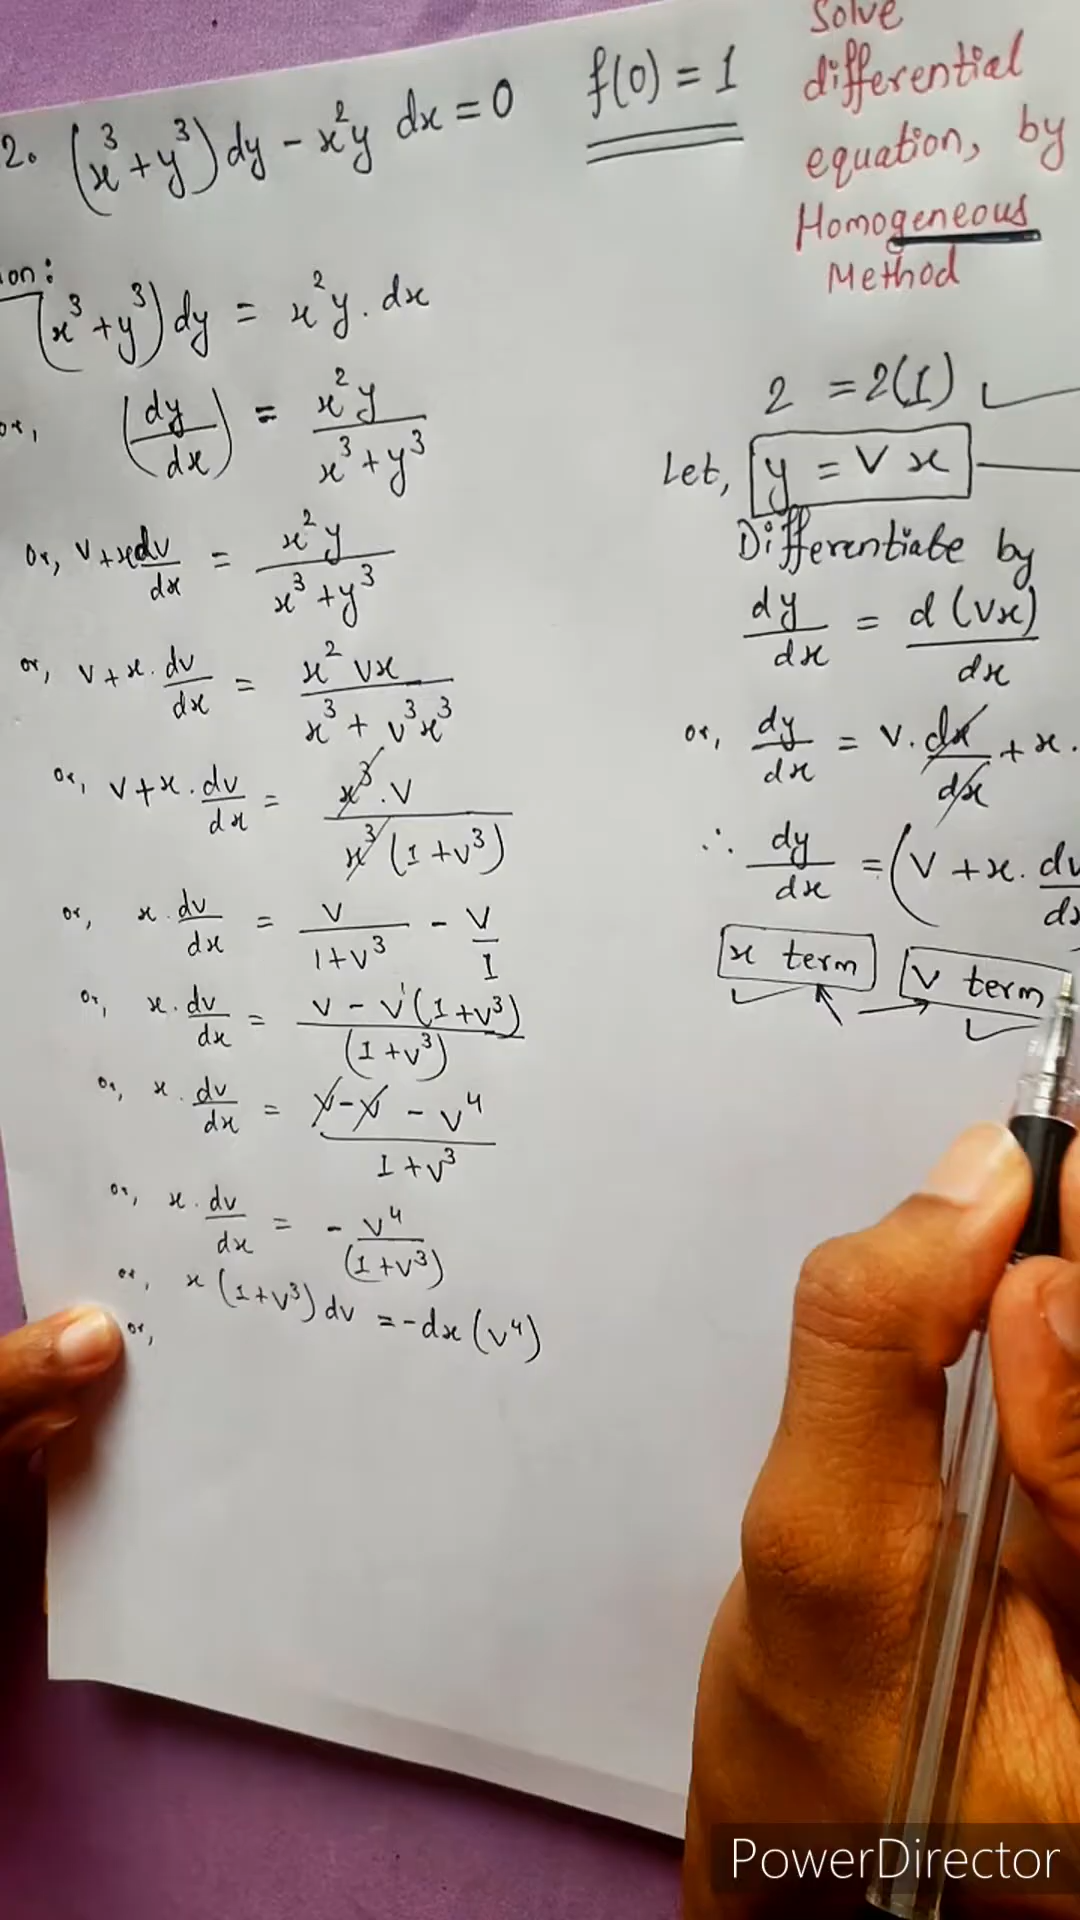 2. (x³ + y³) dy - x²y dx = 0 f(0) = 1
ion:
(x³ + y³) dy = x²y . dx
or, (dy/dx) = x²y / x³ + y³
Or, v + xdv/dx = x²y / x³ + y³
or, v + x . dv/dx = x² vx / x³ + v³x³
or, v + x . dv/dx = x³ . v / x³ (1 + v³)
or, x . dv/dx = v / 1 + v³ - v/1
or, x . dv/dx = v - v¹(1 + v³) / (1 + v³)
or, x . dv/dx = v - v - v⁴ / 1 + v³
or, x . dv/dx = - v⁴ / (1 + v³)
or, x (1 + v³) dv = - dx (v⁴)
or,
Solve
differential
equation, by
Homogeneous
Method
2 = 2(1)
Let, y = v x
Differentiate by
dy/dx = d (vx) / dx
or, dy/dx = v . dx/dx + x .
∴ dy/dx = (v + x . dv/dx
x term
v term
PowerDirector